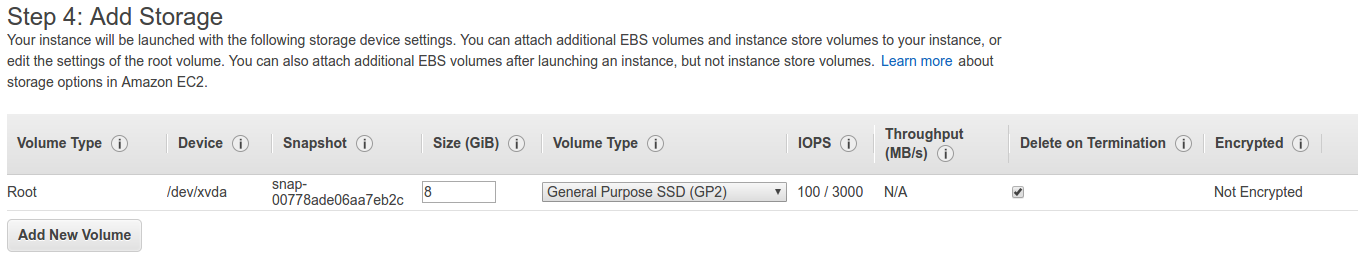 Step 4: Add Storage
Your instance will be launched with the following storage device settings. You can attach additional EBS volumes and instance store volumes to your instance, or
edit the settings of the root volume. You can also attach additional EBS volumes after launching an instance, but not instance store volumes. Learn more about
storage options in Amazon EC2.
Volume Type i Device i Snapshot i Size (GiB) i Volume Type i IOPS i Throughput (MB/s) i Delete on Termination i Encrypted i
Root /dev/xvda snap-00778ade06aa7eb2c 8 General Purpose SSD (GP2) 100 / 3000 N/A Not Encrypted
Add New Volume